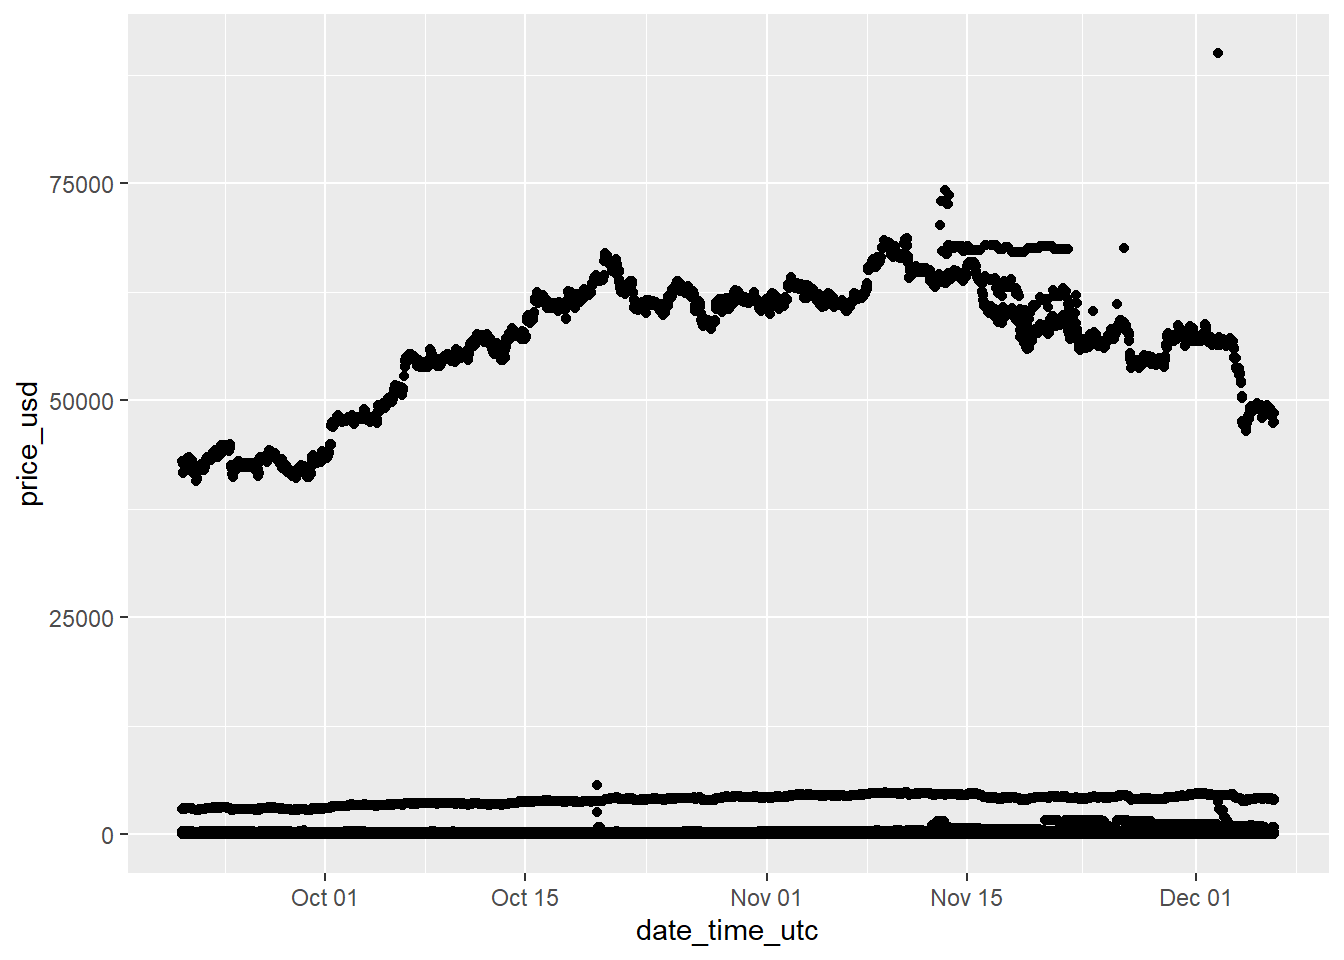 price_usd
75000
50000
25000
0
Oct 01
Oct 15
Nov 01
Nov 15
Dec 01
date_time_utc